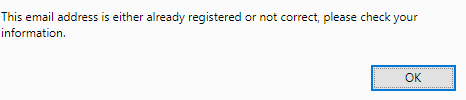 This email address is either already registered or not correct, please check your
information.
OK